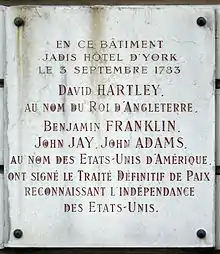 EN CE BÂTIMENT
JADIS HÔTEL D'YORK
LE 3 SEPTEMBRE 1783
DAVID HARTLEY,
AU NOM DU ROI D'ANGLETERRE,
BENJAMIN FRANKLIN,
JOHN JAY, JOHN ADAMS,
AU NOM DES ETATS-UNIS D'AMÉRIQUE,
ONT SIGNÉ LE TRAITÉ DÉFINITIF DE PAIX
RECONNAISSANT L'INDÉPENDANCE
DES ETATS-UNIS.